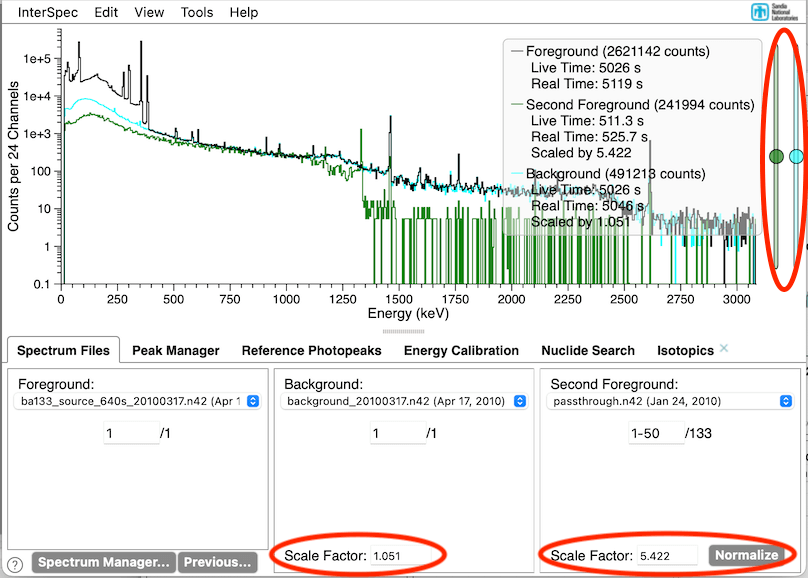 InterSpec Edit View Tools Help
Sandia
National
Laboratories
Counts per 24 Channels
1e+5
1e+4
1e+3
100
10
1
0.1
Foreground (2621142 counts)
Live Time: 5026 s
Real Time: 5119 s
Second Foreground (241994 counts)
Live Time: 511.3 s
Real Time: 525.7 s
Scaled by 5.422
Background (491213 counts)
Live Time: 5026 s
Real Time: 5046 s
Scaled by 1.051
0 250 500 750 1000 1250 1500 1750 2000 2250 2500 2750 3000
Energy (keV)
Spectrum Files Peak Manager Reference Photopeaks Energy Calibration Nuclide Search Isotopics ×
Foreground: Background: Second Foreground:
ba133_source_640s_20100317.n42 (Apr 1 background_20100317.n42 (Apr 17, 2010) passthrough.n42 (Jan 24, 2010)
1 /1 1 /1 1-50 /133
Scale Factor: 1.051 Scale Factor: 5.422 Normalize
? Spectrum Manager... Previous...